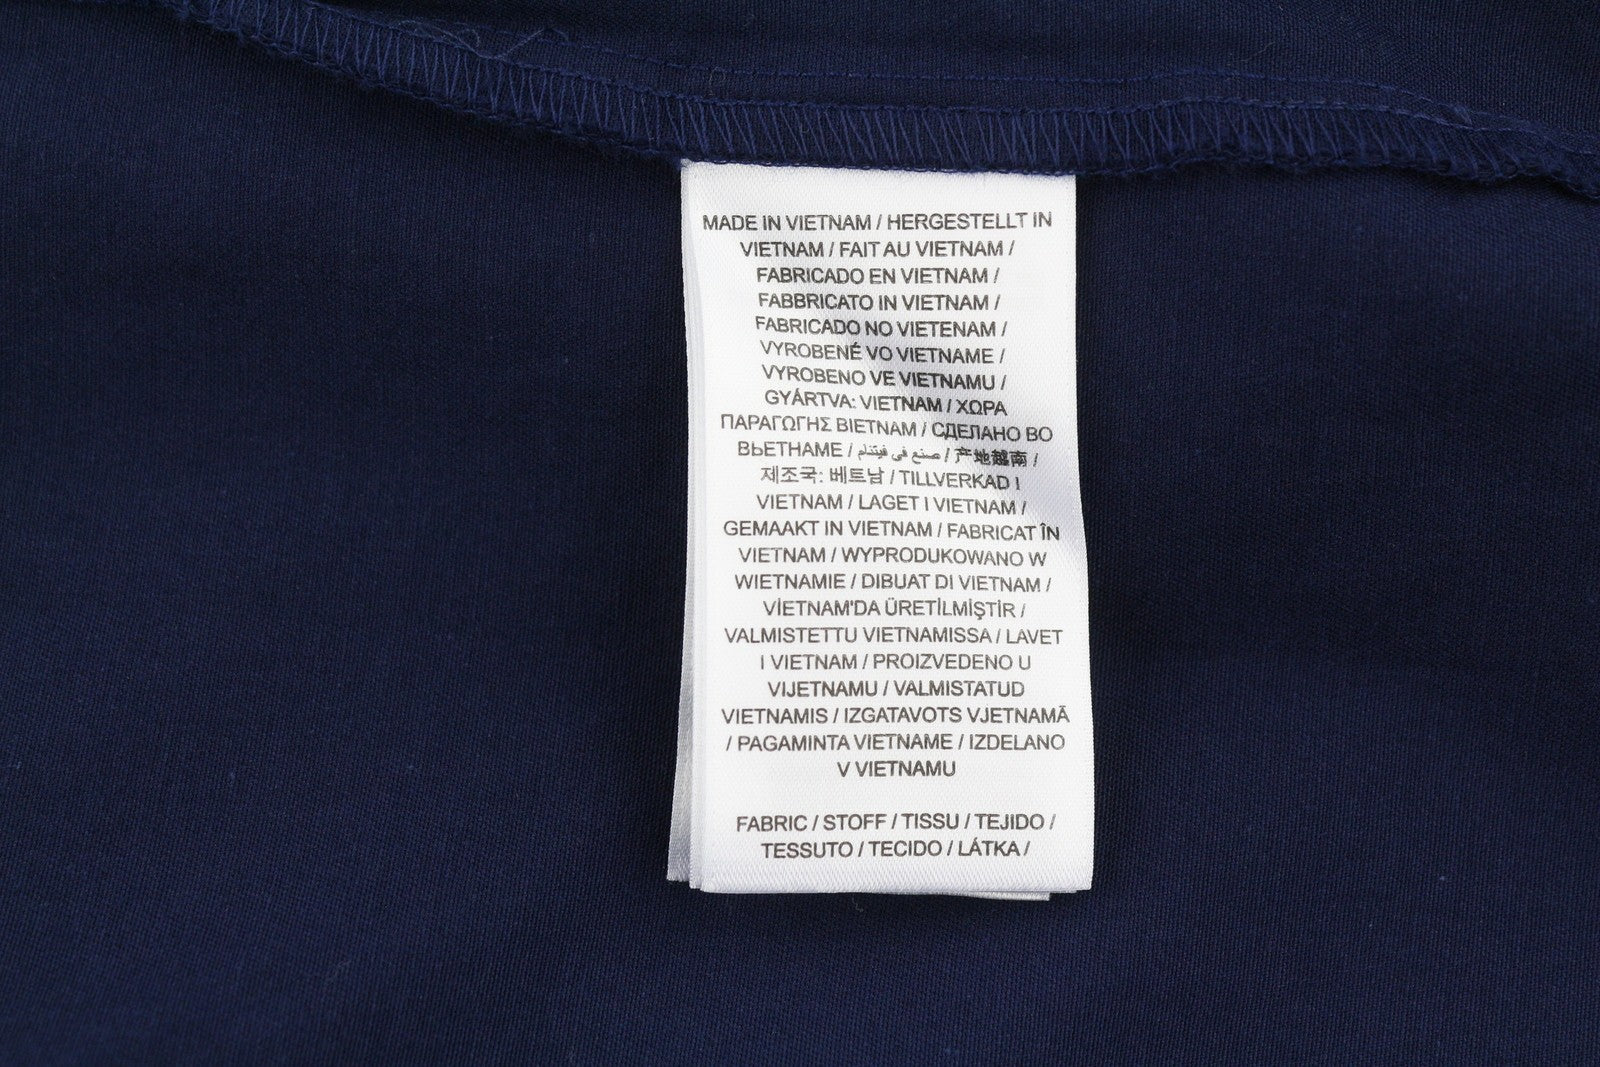 MADE IN VIETNAM / HERGESTELLT IN
VIETNAM / FAIT AU VIETNAM /
FABRICADO EN VIETNAM /
FABBRICATO IN VIETNAM /
FABRICADO NO VIETENAM /
VYROBENÉ VO VIETNAME /
VYROBENO VE VIETNAMU /
GYÁRTVA: VIETNAM / ΧΩΡΑ
ΠΑΡΑΓΩΓΗΣ ΒΙΕΤΝΑΜ / СДЕЛАНО ВО
ВЬЕТНАМЕ / صنع في فيتنام / 产地越南 /
제조국: 베트남 / TILLVERKAD I
VIETNAM / LAGET I VIETNAM /
GEMAAKT IN VIETNAM / FABRICAT ÎN
VIETNAM / WYPRODUKOWANO W
WIETNAMIE / DIBUAT DI VIETNAM /
VİETNAM'DA ÜRETİLMİŞTİR /
VALMISTETTU VIETNAMISSA / LAVET
I VIETNAM / PROIZVEDENO U
VIJETNAMU / VALMISTATUD
VIETNAMIS / IZGATAVOTS VJETNAMĀ
/ PAGAMINTA VIETNAME / IZDELANO
V VIETNAMU
FABRIC / STOFF / TISSU / TEJIDO /
TESSUTO / TECIDO / LÁTKA /